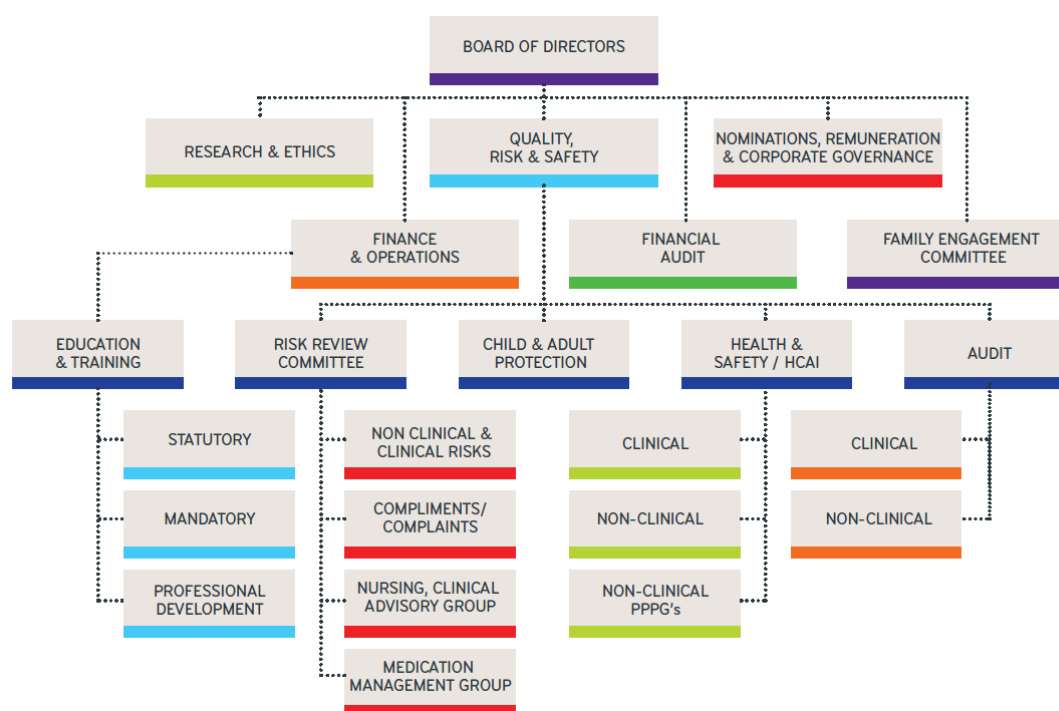 BOARD OF DIRECTORS
RESEARCH & ETHICS
QUALITY,
RISK & SAFETY
NOMINATIONS, REMUNERATION
& CORPORATE GOVERNANCE
FINANCE
& OPERATIONS
FINANCIAL
AUDIT
FAMILY ENGAGEMENT
COMMITTEE
EDUCATION
& TRAINING
RISK REVIEW
COMMITTEE
CHILD & ADULT
PROTECTION
HEALTH &
SAFETY / HCAI
AUDIT
STATUTORY
MANDATORY
PROFESSIONAL
DEVELOPMENT
NON CLINICAL &
CLINICAL RISKS
COMPLIMENTS/
COMPLAINTS
NURSING, CLINICAL
ADVISORY GROUP
MEDICATION
MANAGEMENT GROUP
CLINICAL
NON-CLINICAL
NON-CLINICAL
PPPG's
CLINICAL
NON-CLINICAL